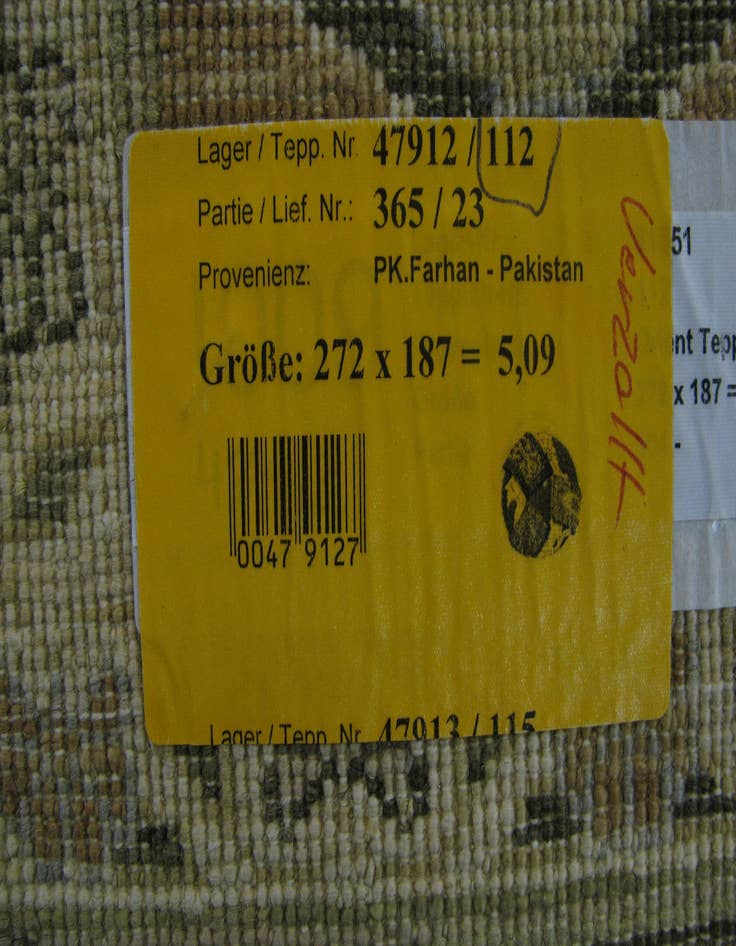 Lager / Tepp. Nr. 47912 / 112
Partie / Lief. Nr.: 365 / 23
Provenienz: PK.Farhan - Pakistan
Größe: 272 x 187 = 5,09
0047 9127
Verzollt
51
ent Tepp
x 187 =
-
Lager / Tepp. Nr. 47913 / 115